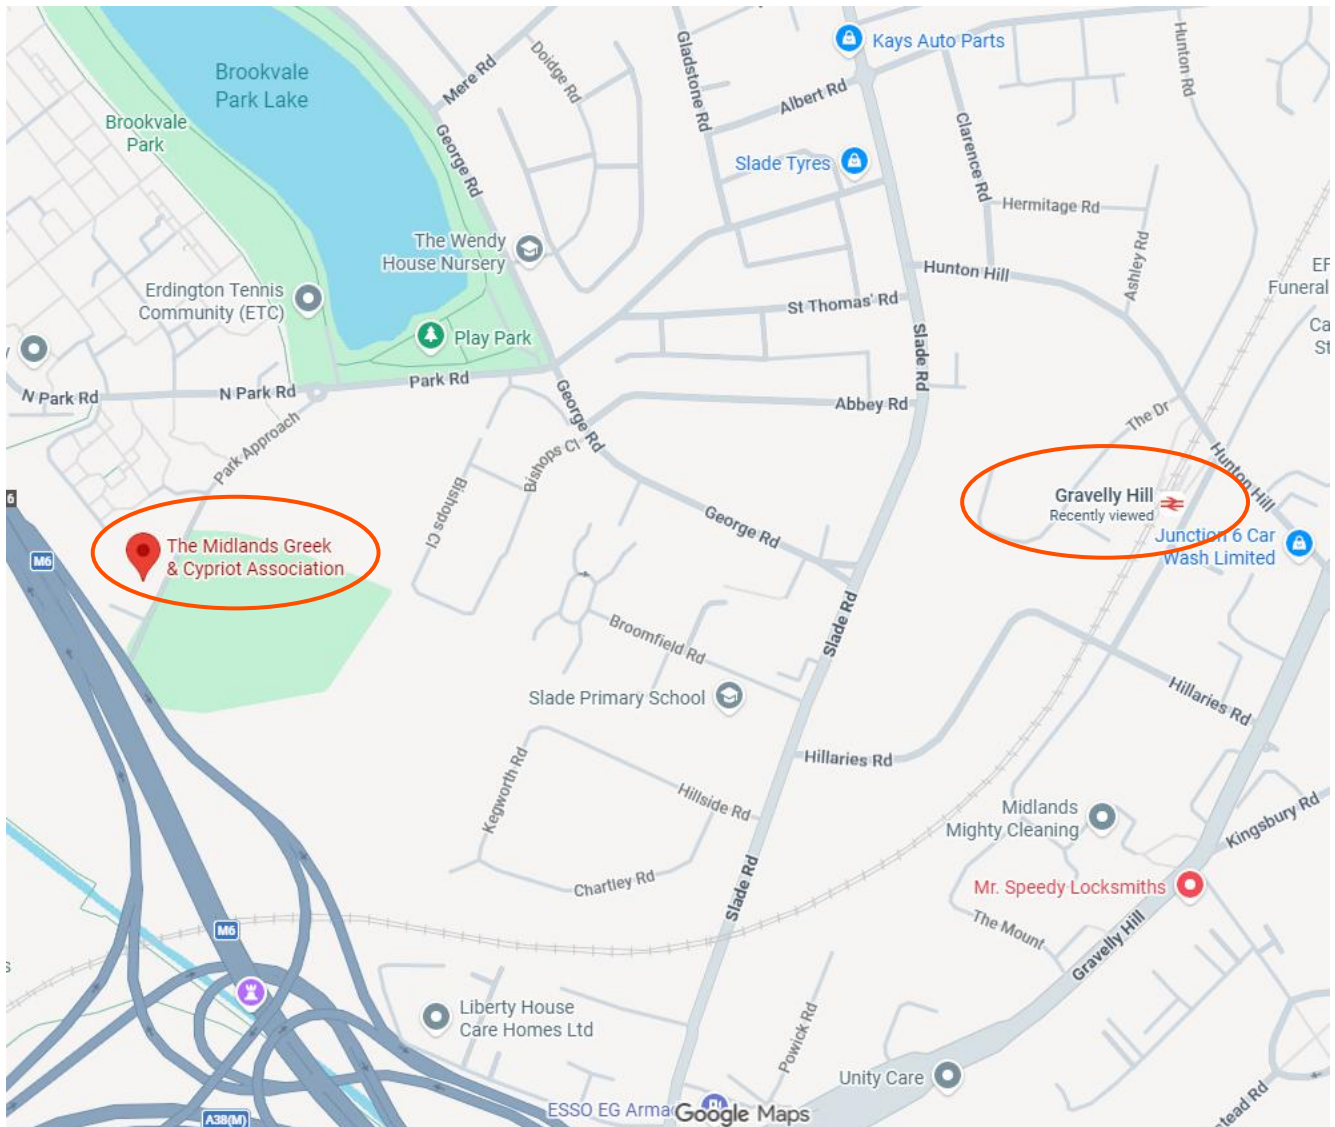 Brookvale
Park Lake
Brookvale
Park
Mere Rd
Doidge Rd
George Rd
Gladstone Rd
Kays Auto Parts
Albert Rd
Slade Tyres
Clarence Rd
Hunton Rd
Hermitage Rd
Ashley Rd
The Wendy
House Nursery
Hunton Hill
EF
Funeral
Erdington Tennis
Community (ETC)
St Thomas' Rd
Ca
St
Play Park
Slade Rd
y
N Park Rd
N Park Rd
Park Rd
George Rd
Abbey Rd
The Dr
Park Approach
Bishops Cl
Bishops Cl
Hunton Hill
6
Gravelly Hill
Recently viewed
George Rd
Junction 6 Car
Wash Limited
M6
The Midlands Greek
& Cypriot Association
Broomfield Rd
Slade Rd
Slade Primary School
Hillaries Rd
Hillaries Rd
Kegworth Rd
Hillside Rd
Midlands
Mighty Cleaning
Kingsbury Rd
Chartley Rd
Slade Rd
Mr. Speedy Locksmiths
The Mount
M6
Gravelly Hill
s
Liberty House
Care Homes Ltd
Powick Rd
Unity Care
ESSO EG Arma
Google Maps
A38(M)
stead Rd